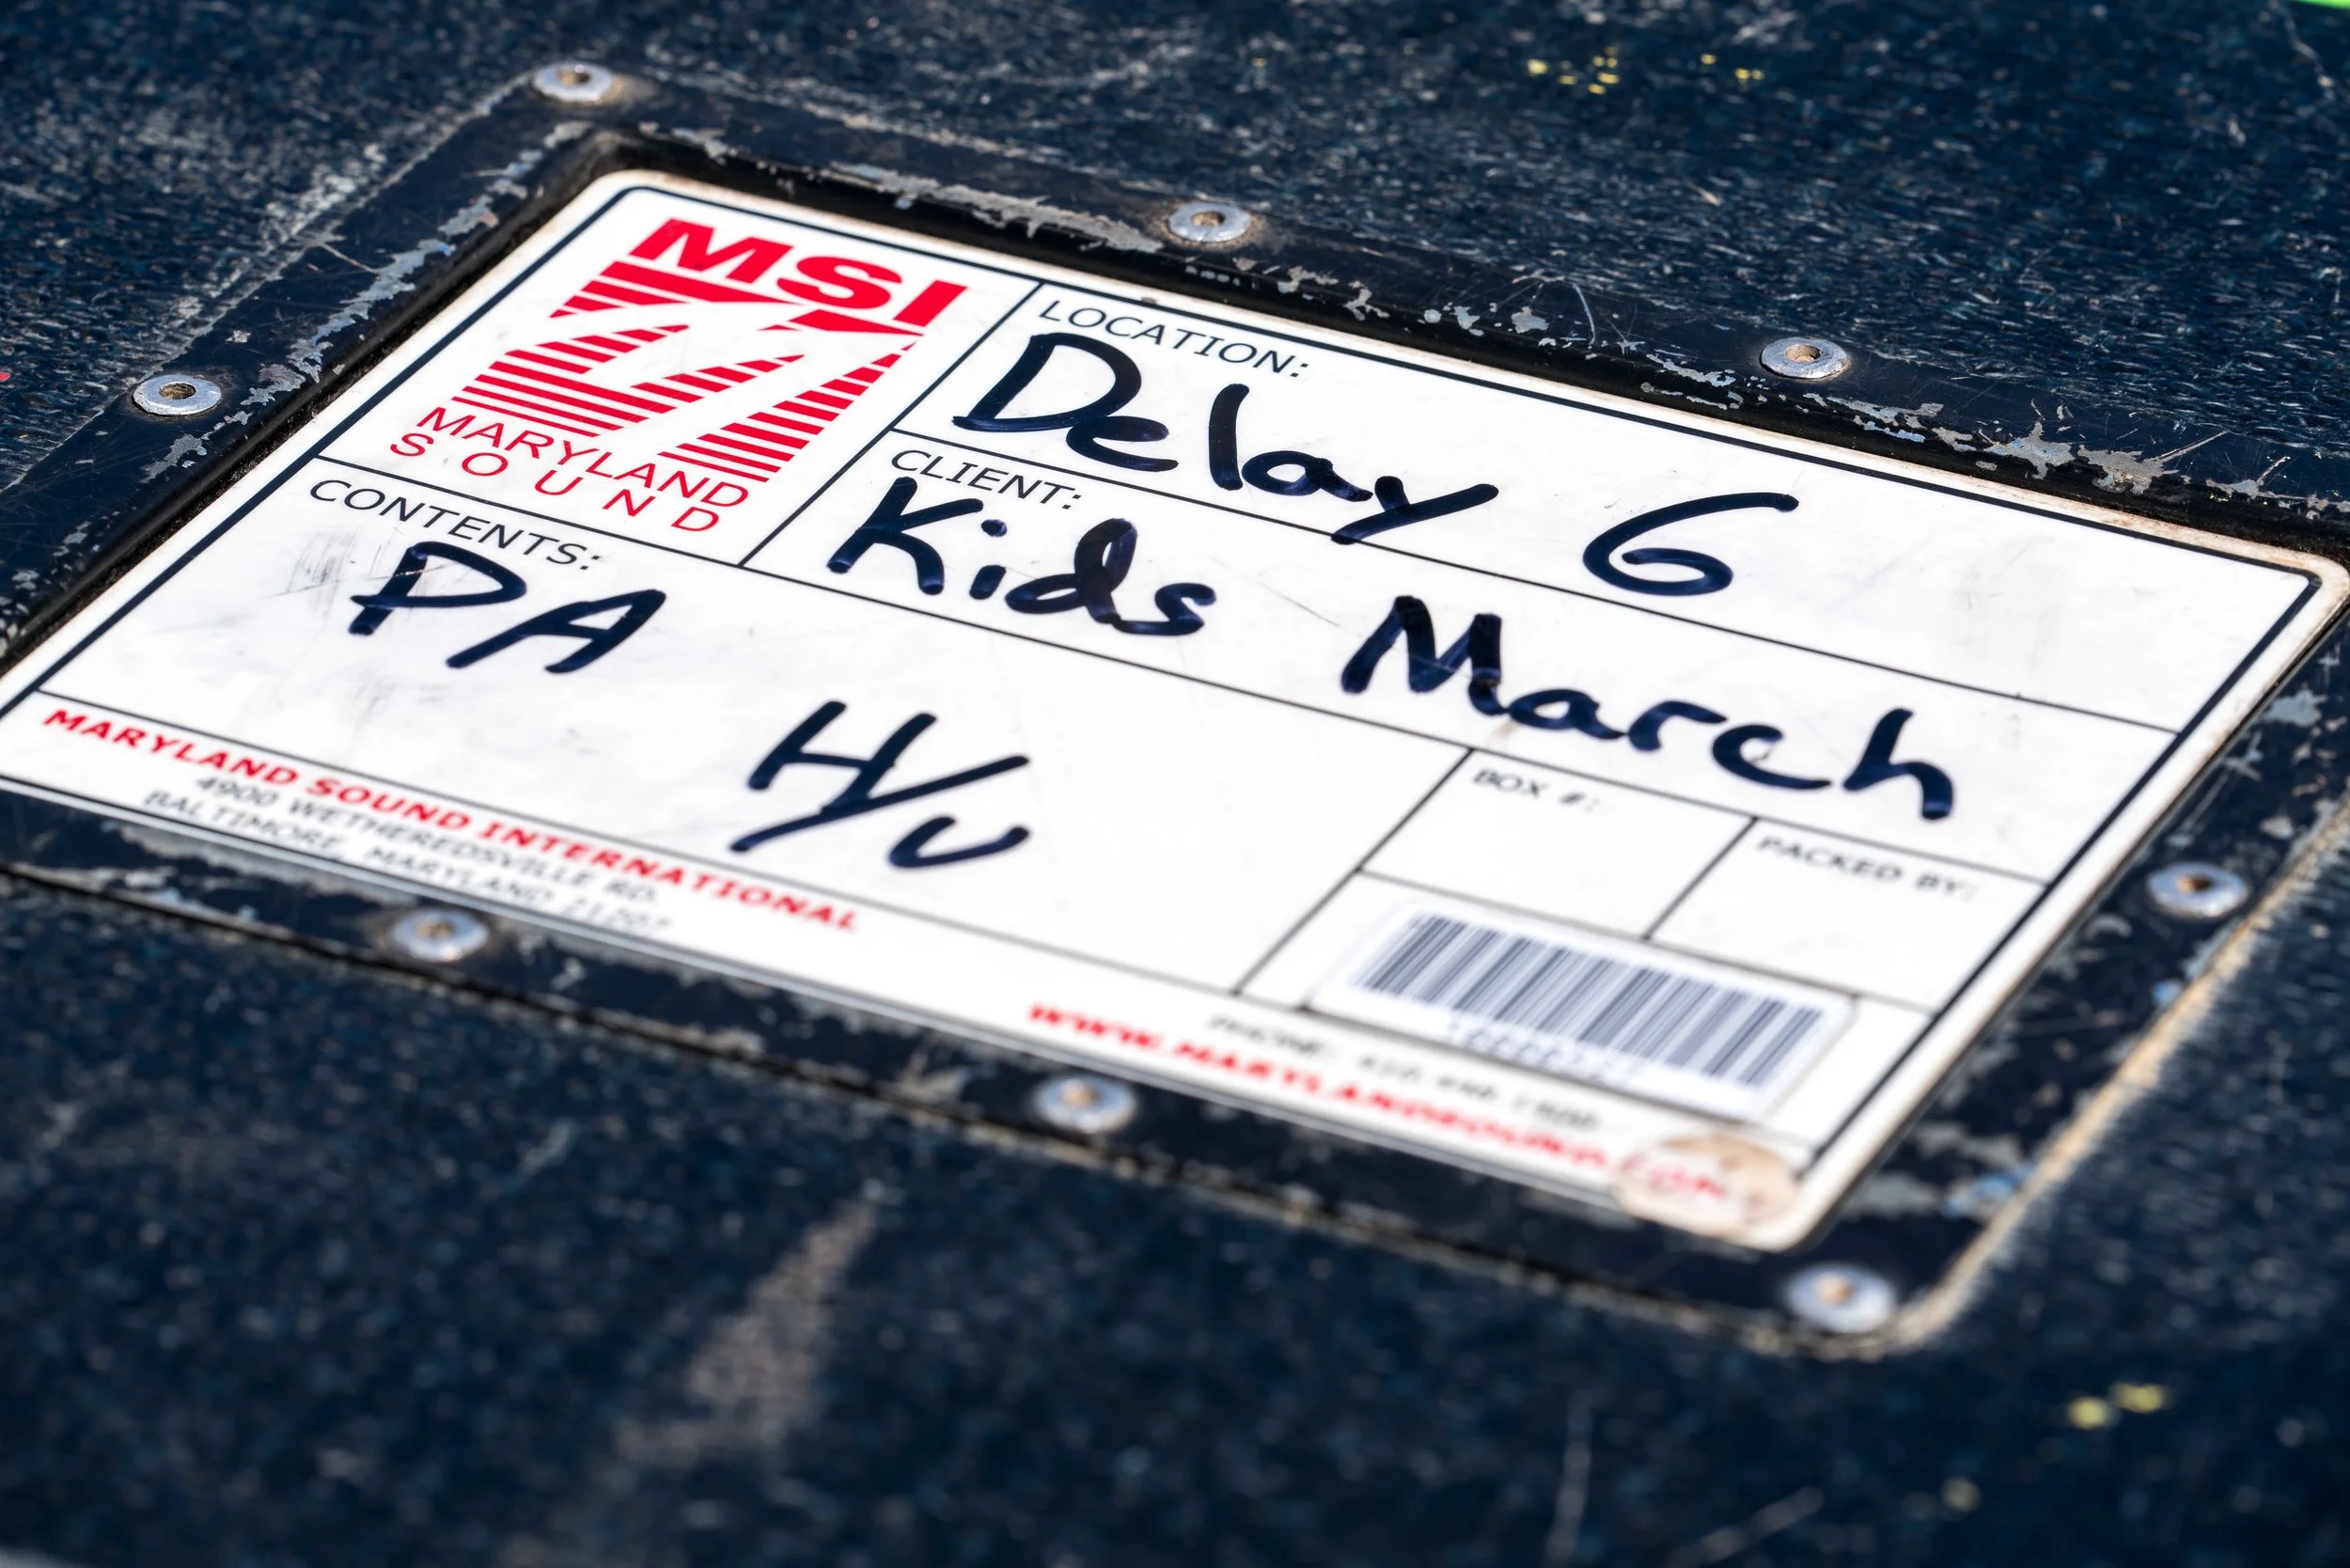 MSI
MARYLAND
SOUND
LOCATION:
Delay 6
CLIENT:
Kids March
CONTENTS:
PA H/U
BOX #:
PACKED BY:
MARYLAND SOUND INTERNATIONAL
4900 WETHEREDSVILLE RD.
BALTIMORE, MARYLAND 21207
PHONE:
WWW.MARYLANDSOUND.COM